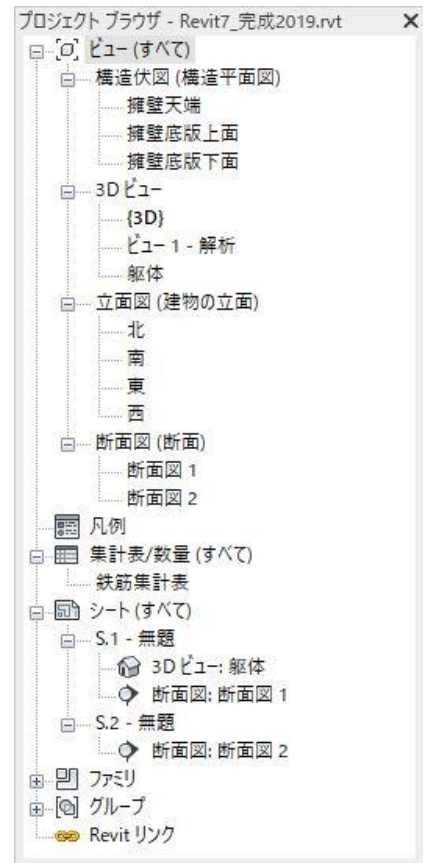 プロジェクト ブラウザ - Revit7_完成2019.rvt
ビュー (すべて)
構造伏図 (構造平面図)
擁壁天端
擁壁底版上面
擁壁底版下面
3D ビュー
{3D}
ビュー 1 - 解析
躯体
立面図 (建物の立面)
北
南
東
西
断面図 (断面)
断面図 1
断面図 2
凡例
集計表/数量 (すべて)
鉄筋集計表
シート (すべて)
S.1 - 無題
3D ビュー: 躯体
断面図: 断面図 1
S.2 - 無題
断面図: 断面図 2
ファミリ
グループ
Revit リンク